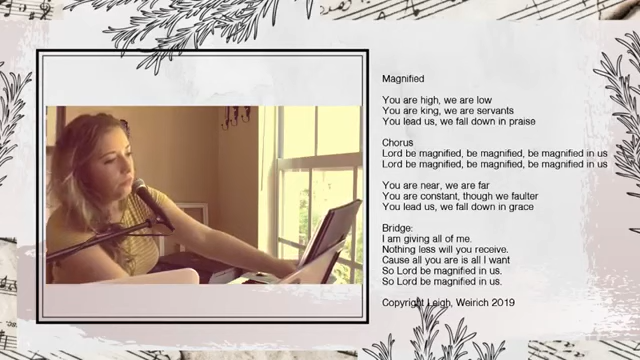 Magnified
You are high, we are low
You are king, we are servants
You lead us, we fall down in praise
Chorus
Lord be magnified, be magnified, be magnified in us
Lord be magnified, be magnified, be magnified in us
You are near, we are far
You are constant, though we faulter
You lead us, we fall down in grace
Bridge:
I am giving all of me.
Nothing less will you receive.
Cause all you are is all I want
So Lord be magnified in us.
So Lord be magnified in us.
Copyright Leigh, Weirich 2019